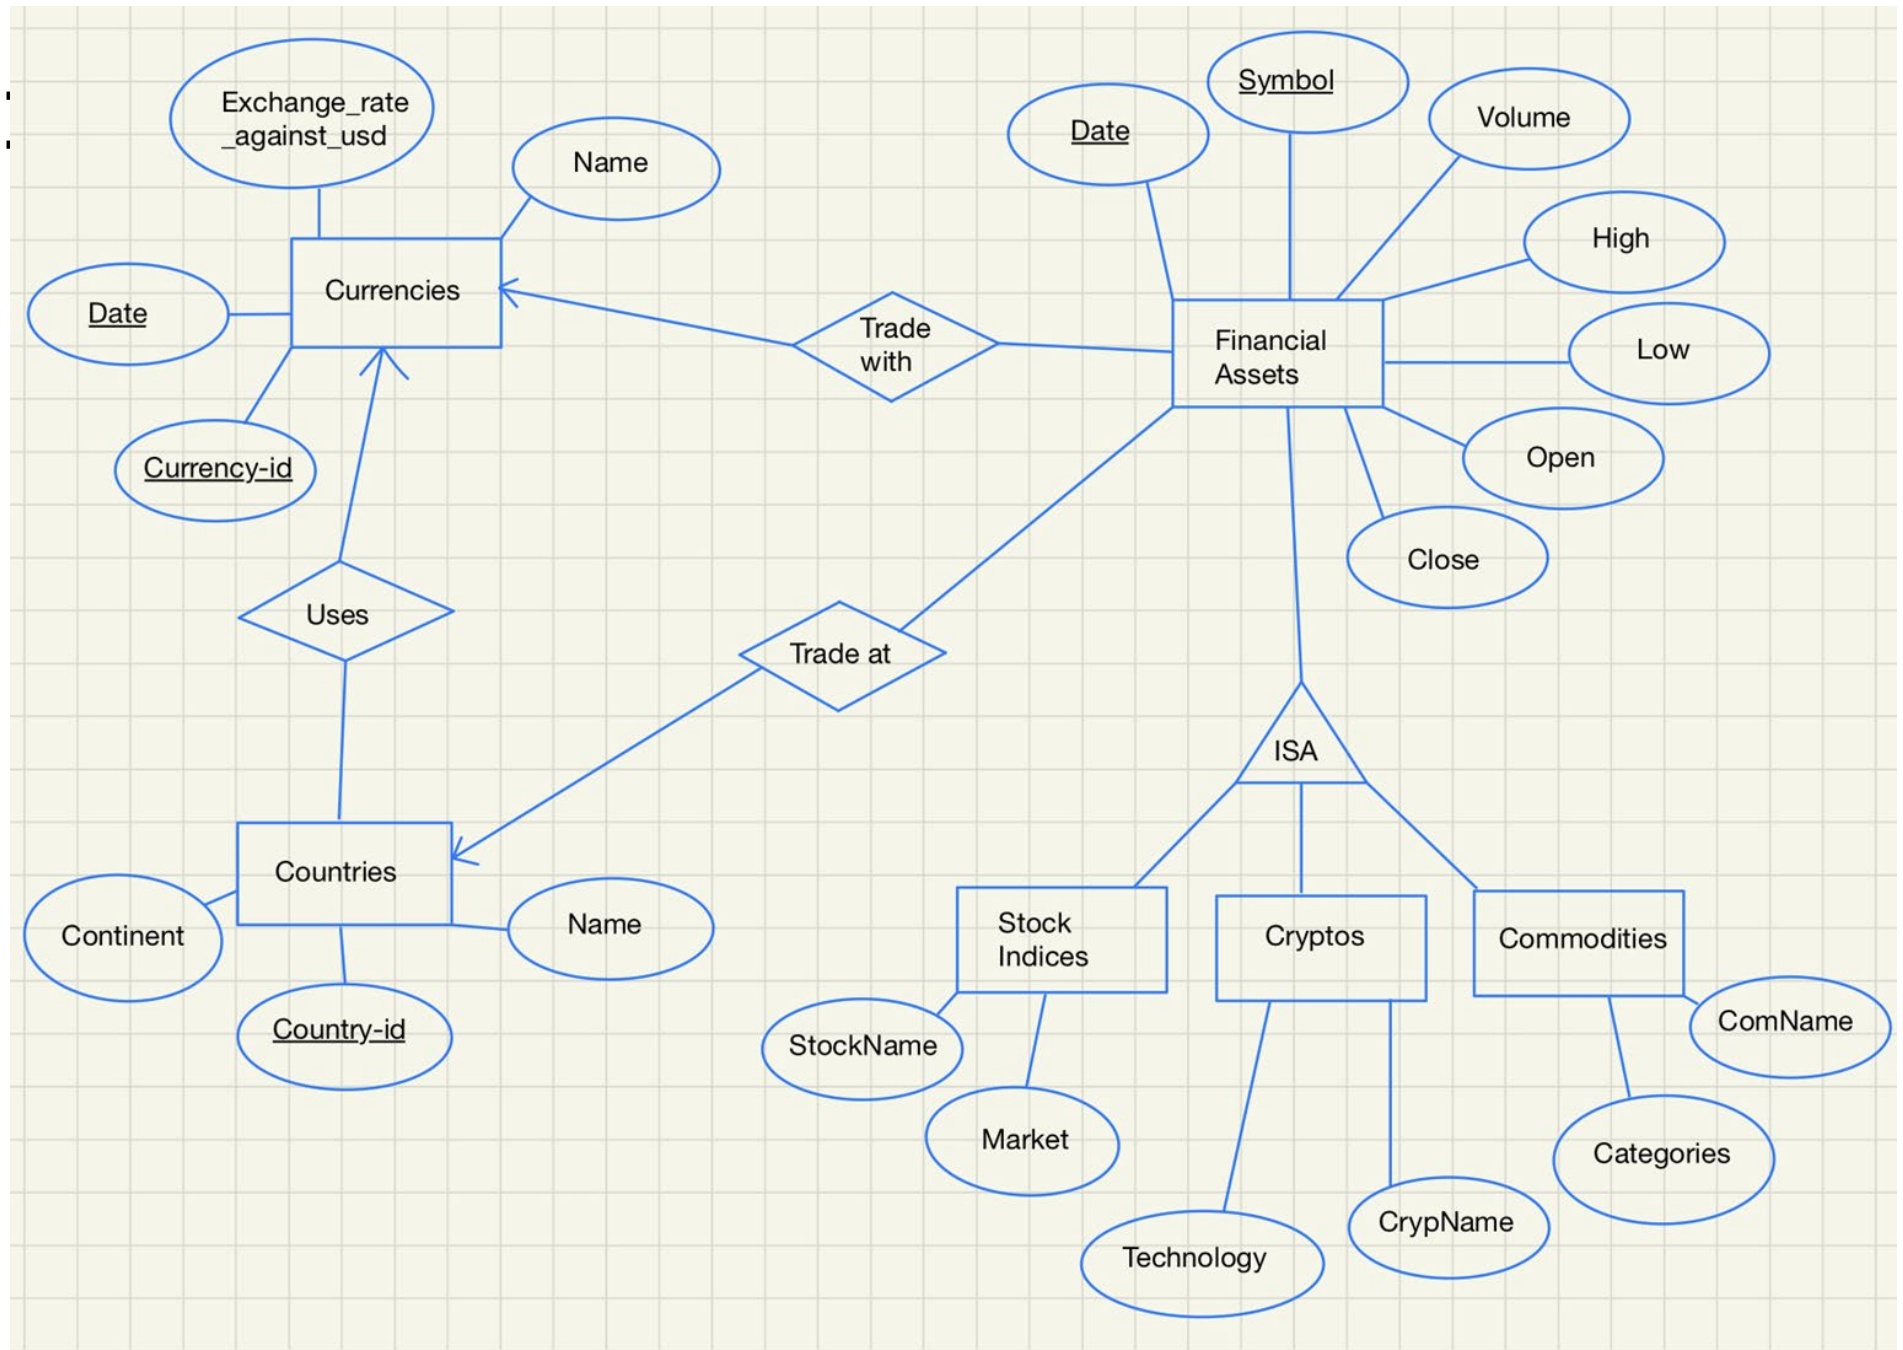 Exchange_rate
_against_usd
Name
Date
Currencies
Currency-id
Uses
Countries
Continent
Name
Country-id
Trade
with
Trade at
Date
Symbol
Volume
High
Low
Open
Close
Financial
Assets
ISA
Stock
Indices
Cryptos
Commodities
StockName
Market
Technology
CrypName
Categories
ComName